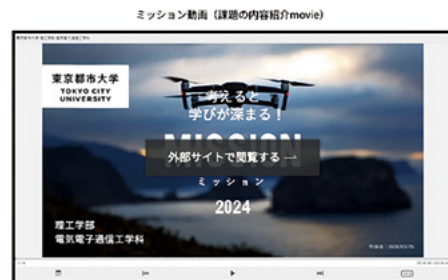 ミッション動画（課題の内容紹介movie）
東京都市大学
TOKYO CITY
UNIVERSITY
考えると
学びが深まる！
MISSION
外部サイトで閲覧する →
ミッション
2024
理工学部
電気電子通信工学科